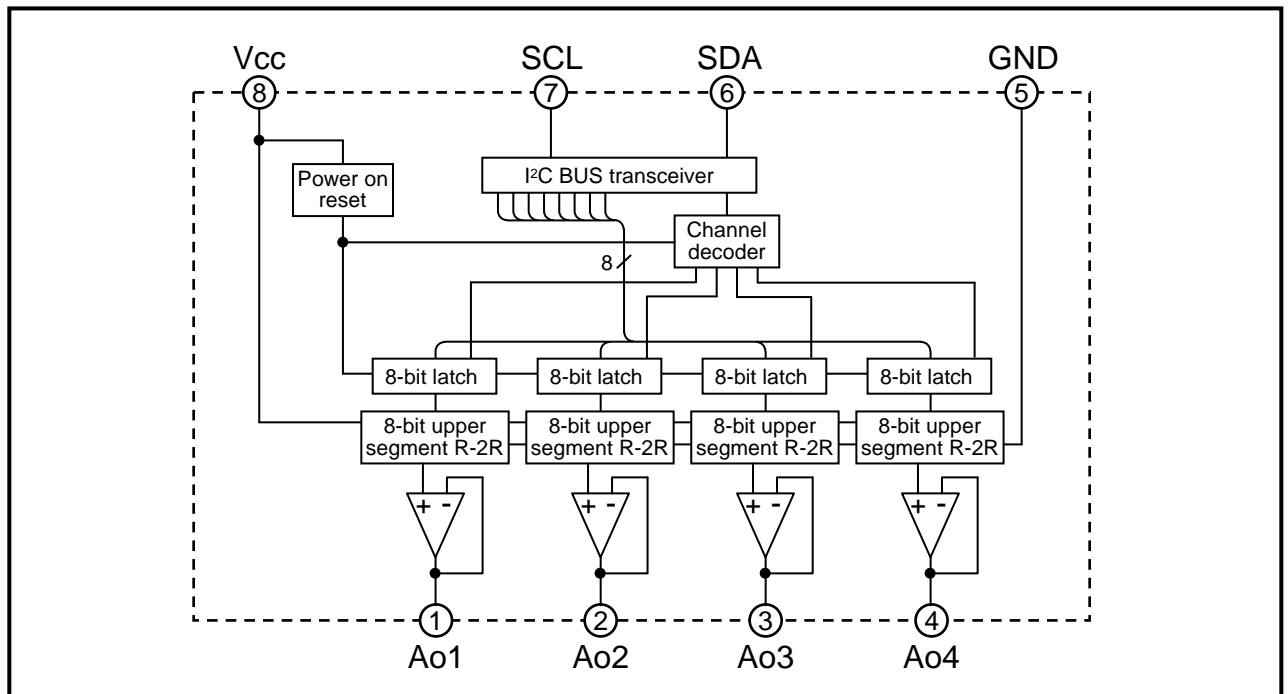 Vcc SCL SDA GND
8 7 6 5
I²C BUS transceiver
Power on
reset
Channel
decoder
8
8-bit latch 8-bit latch 8-bit latch 8-bit latch
8-bit upper 8-bit upper 8-bit upper 8-bit upper
segment R-2R segment R-2R segment R-2R segment R-2R
+ - + - + - + -
1 2 3 4
Ao1 Ao2 Ao3 Ao4